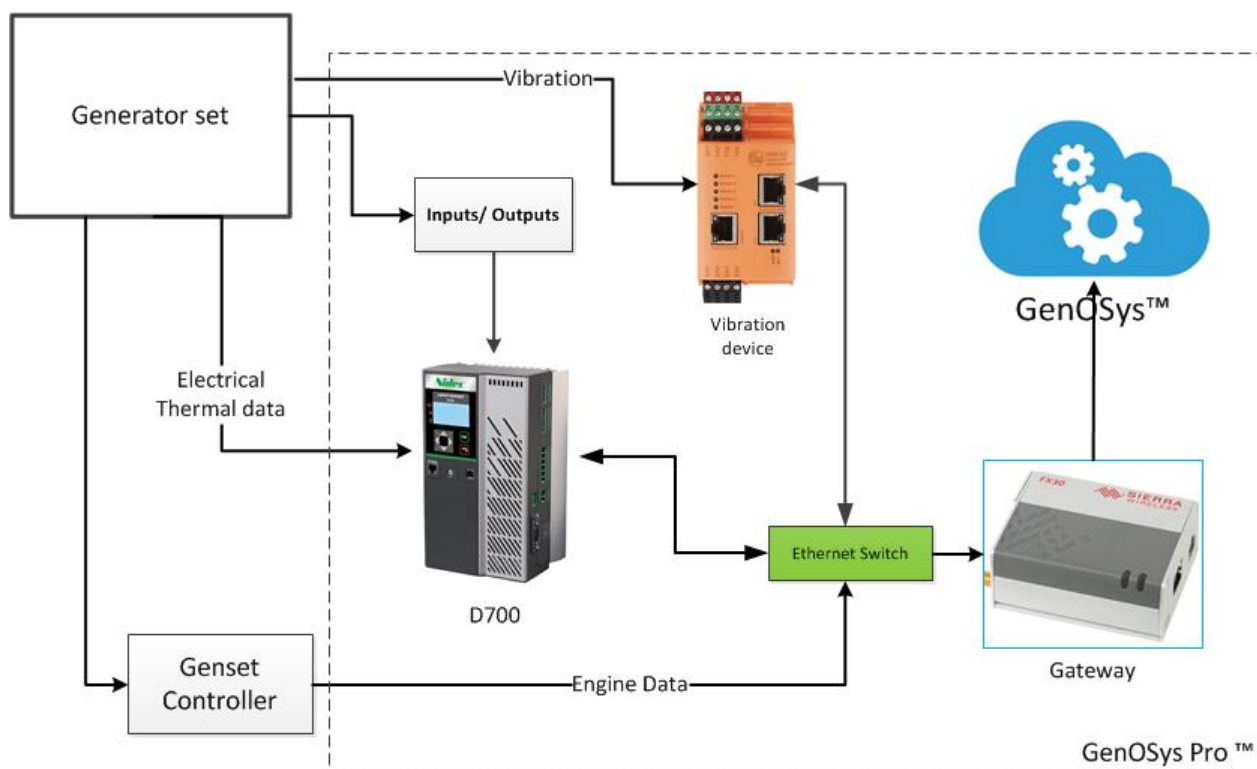 Vibration
Generator set
Inputs/ Outputs
Vibration
device
GenOSys™
Electrical
Thermal data
Nidec
D700
Ethernet Switch
FX30
SIERRA
WIRELESS
Gateway
Genset
Controller
Engine Data
GenOSys Pro ™